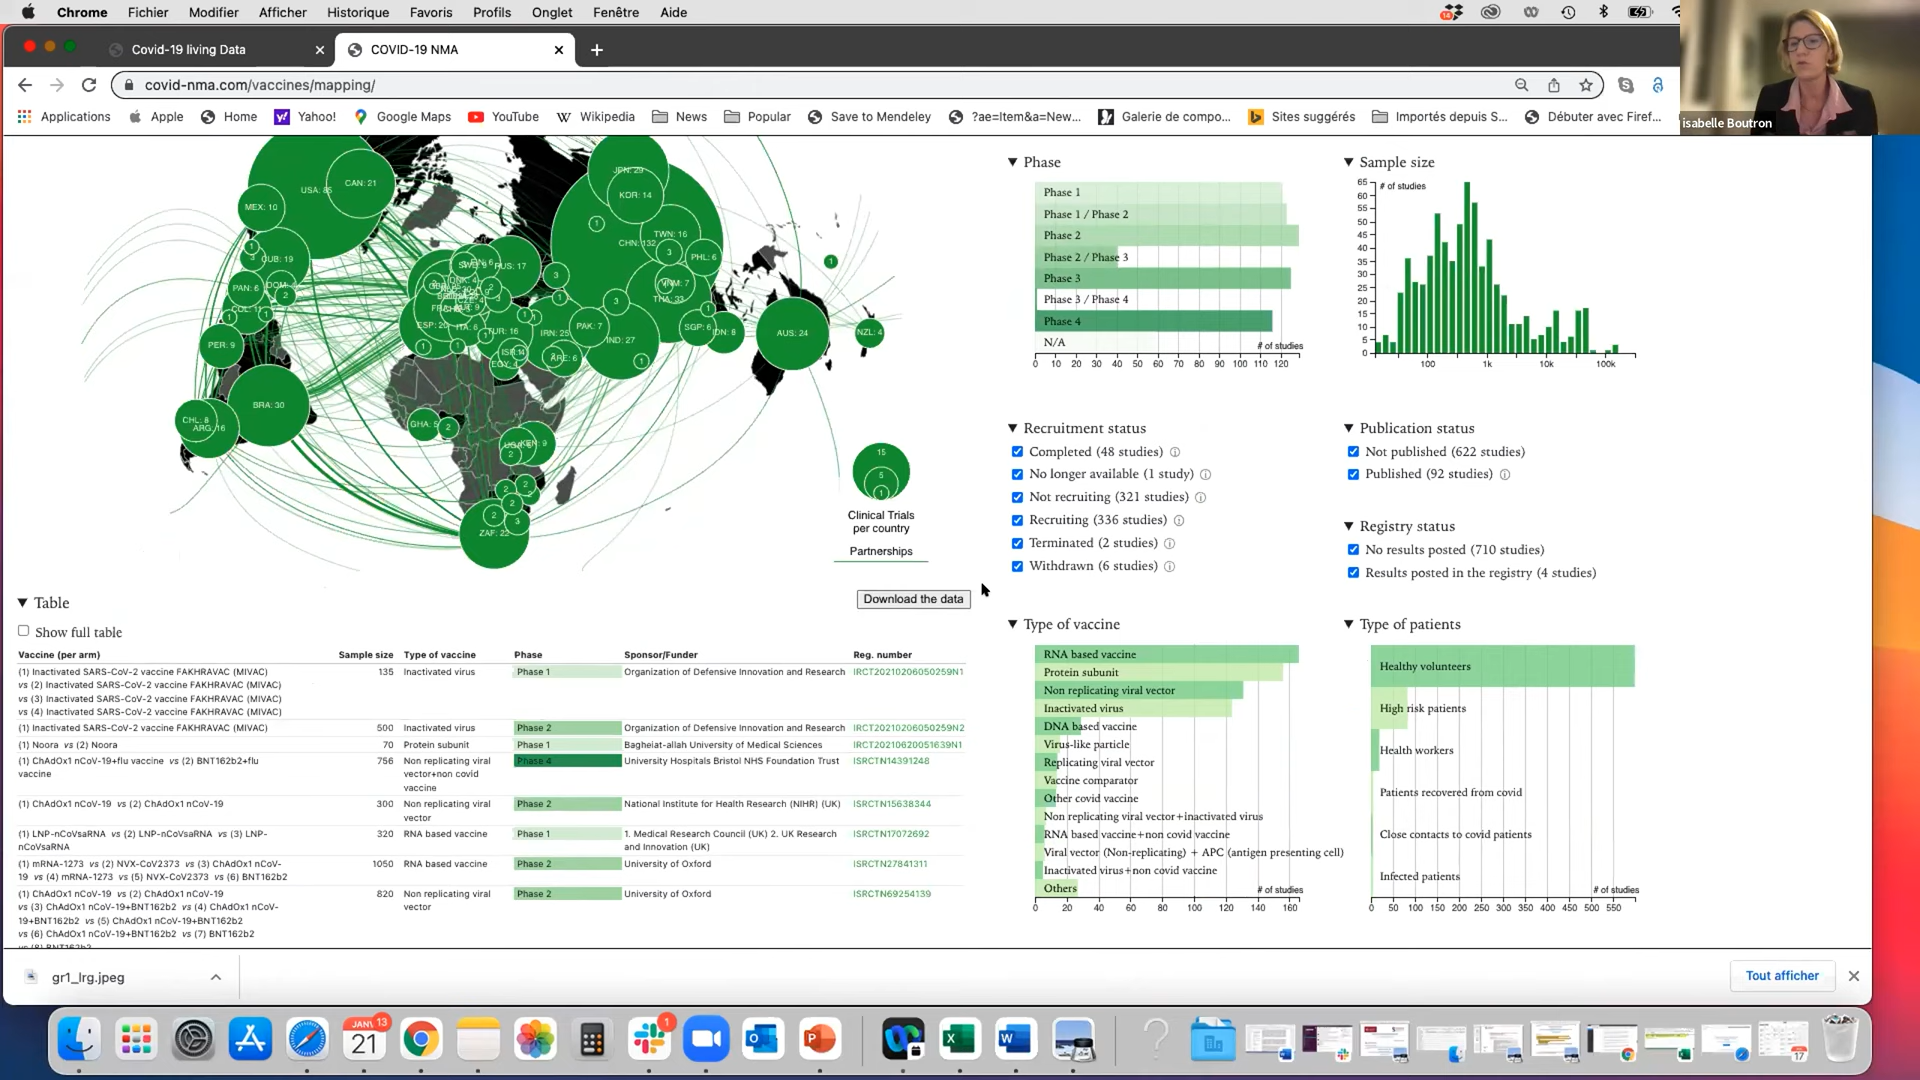 Chrome Fichier Modifier Afficher Historique Favoris Profils Onglet Fenêtre Aide
Covid-19 living Data
COVID-19 NMA
covid-nma.com/vaccines/mapping/
Applications Apple Home Yahoo! Google Maps YouTube Wikipedia News Popular Save to Mendeley ?ae=Item&a=New... Galerie de compo... Sites suggérés Importés depuis S... Débuter avec Firef...
isabelle Boutron
USA: 85
CAN: 21
MEX: 10
CUB: 19
PAN: 6
PER: 9
BRA: 30
CHL: 8
ARG: 16
JPN: 29
KOR: 14
CHN: 132
TWN: 16
PHL: 6
RUS: 17
VNM: 7
THA: 33
ESP: 20
ITA: 6
TUR: 16
IRN: 25
PAK: 7
IND: 27
SGP: 6
IDN: 8
AUS: 24
NZL: 4
ARE: 6
GHA: 5
ZAF: 22
15
5
1
Clinical Trials
per country
Partnerships
Phase
Phase 1
Phase 1 / Phase 2
Phase 2
Phase 2 / Phase 3
Phase 3
Phase 3 / Phase 4
Phase 4
N/A
# of studies
0 10 20 30 40 50 60 70 80 90 100 110 120
Sample size
# of studies
65
60
55
50
45
40
35
30
25
20
15
10
5
0
100 1k 10k 100k
Recruitment status
Completed (48 studies)
No longer available (1 study)
Not recruiting (321 studies)
Recruiting (336 studies)
Terminated (2 studies)
Withdrawn (6 studies)
Publication status
Not published (622 studies)
Published (92 studies)
Registry status
No results posted (710 studies)
Results posted in the registry (4 studies)
Table
Download the data
Show full table
Vaccine (per arm) Sample size Type of vaccine Phase Sponsor/Funder Reg. number
(1) Inactivated SARS-CoV-2 vaccine FAKHRAVAC (MIVAC) 135 Inactivated virus Phase 1 Organization of Defensive Innovation and Research IRCT20210206050259N1
vs (2) Inactivated SARS-CoV-2 vaccine FAKHRAVAC (MIVAC)
vs (3) Inactivated SARS-CoV-2 vaccine FAKHRAVAC (MIVAC)
vs (4) Inactivated SARS-CoV-2 vaccine FAKHRAVAC (MIVAC)
(1) Inactivated SARS-CoV-2 vaccine FAKHRAVAC (MIVAC) 500 Inactivated virus Phase 2 Organization of Defensive Innovation and Research IRCT20210206050259N2
(1) Noora vs (2) Noora 70 Protein subunit Phase 1 Bagheiat-allah University of Medical Sciences IRCT20210620051639N1
(1) ChAdOx1 nCoV-19+flu vaccine vs (2) BNT162b2+flu 756 Non replicating viral Phase 4 University Hospitals Bristol NHS Foundation Trust ISRCTN14391248
vaccine vector+non covid
vaccine
(1) ChAdOx1 nCoV-19 vs (2) ChAdOx1 nCoV-19 300 Non replicating viral Phase 2 National Institute for Health Research (NIHR) (UK) ISRCTN15638344
vector
(1) LNP-nCoVsaRNA vs (2) LNP-nCoVsaRNA vs (3) LNP- 320 RNA based vaccine Phase 1 1. Medical Research Council (UK) 2. UK Research ISRCTN17072692
nCoVsaRNA and Innovation (UK)
(1) mRNA-1273 vs (2) NVX-CoV2373 vs (3) ChAdOx1 nCoV- 1050 RNA based vaccine Phase 2 University of Oxford ISRCTN27841311
19 vs (4) mRNA-1273 vs (5) NVX-CoV2373 vs (6) BNT162b2
(1) ChAdOx1 nCoV-19 vs (2) ChAdOx1 nCoV-19 820 Non replicating viral Phase 2 University of Oxford ISRCTN69254139
vs (3) ChAdOx1 nCoV-19+BNT162b2 vs (4) ChAdOx1 nCoV- vector
19+BNT162b2 vs (5) ChAdOx1 nCoV-19+BNT162b2
vs (6) ChAdOx1 nCoV-19+BNT162b2 vs (7) BNT162b2
vs (8) BNT162b2
Type of vaccine
RNA based vaccine
Protein subunit
Non replicating viral vector
Inactivated virus
DNA based vaccine
Virus-like particle
Replicating viral vector
Vaccine comparator
Other covid vaccine
Non replicating viral vector+inactivated virus
RNA based vaccine+non covid vaccine
Viral vector (Non-replicating) + APC (antigen presenting cell)
Inactivated virus+non covid vaccine
Others
# of studies
0 20 40 60 80 100 120 140 160
Type of patients
Healthy volunteers
High risk patients
Health workers
Patients recovered from covid
Close contacts to covid patients
Infected patients
# of studies
0 50 100 150 200 250 300 350 400 450 500 550
gr1_lrg.jpeg
Tout afficher
JANV. 13
21
1
17